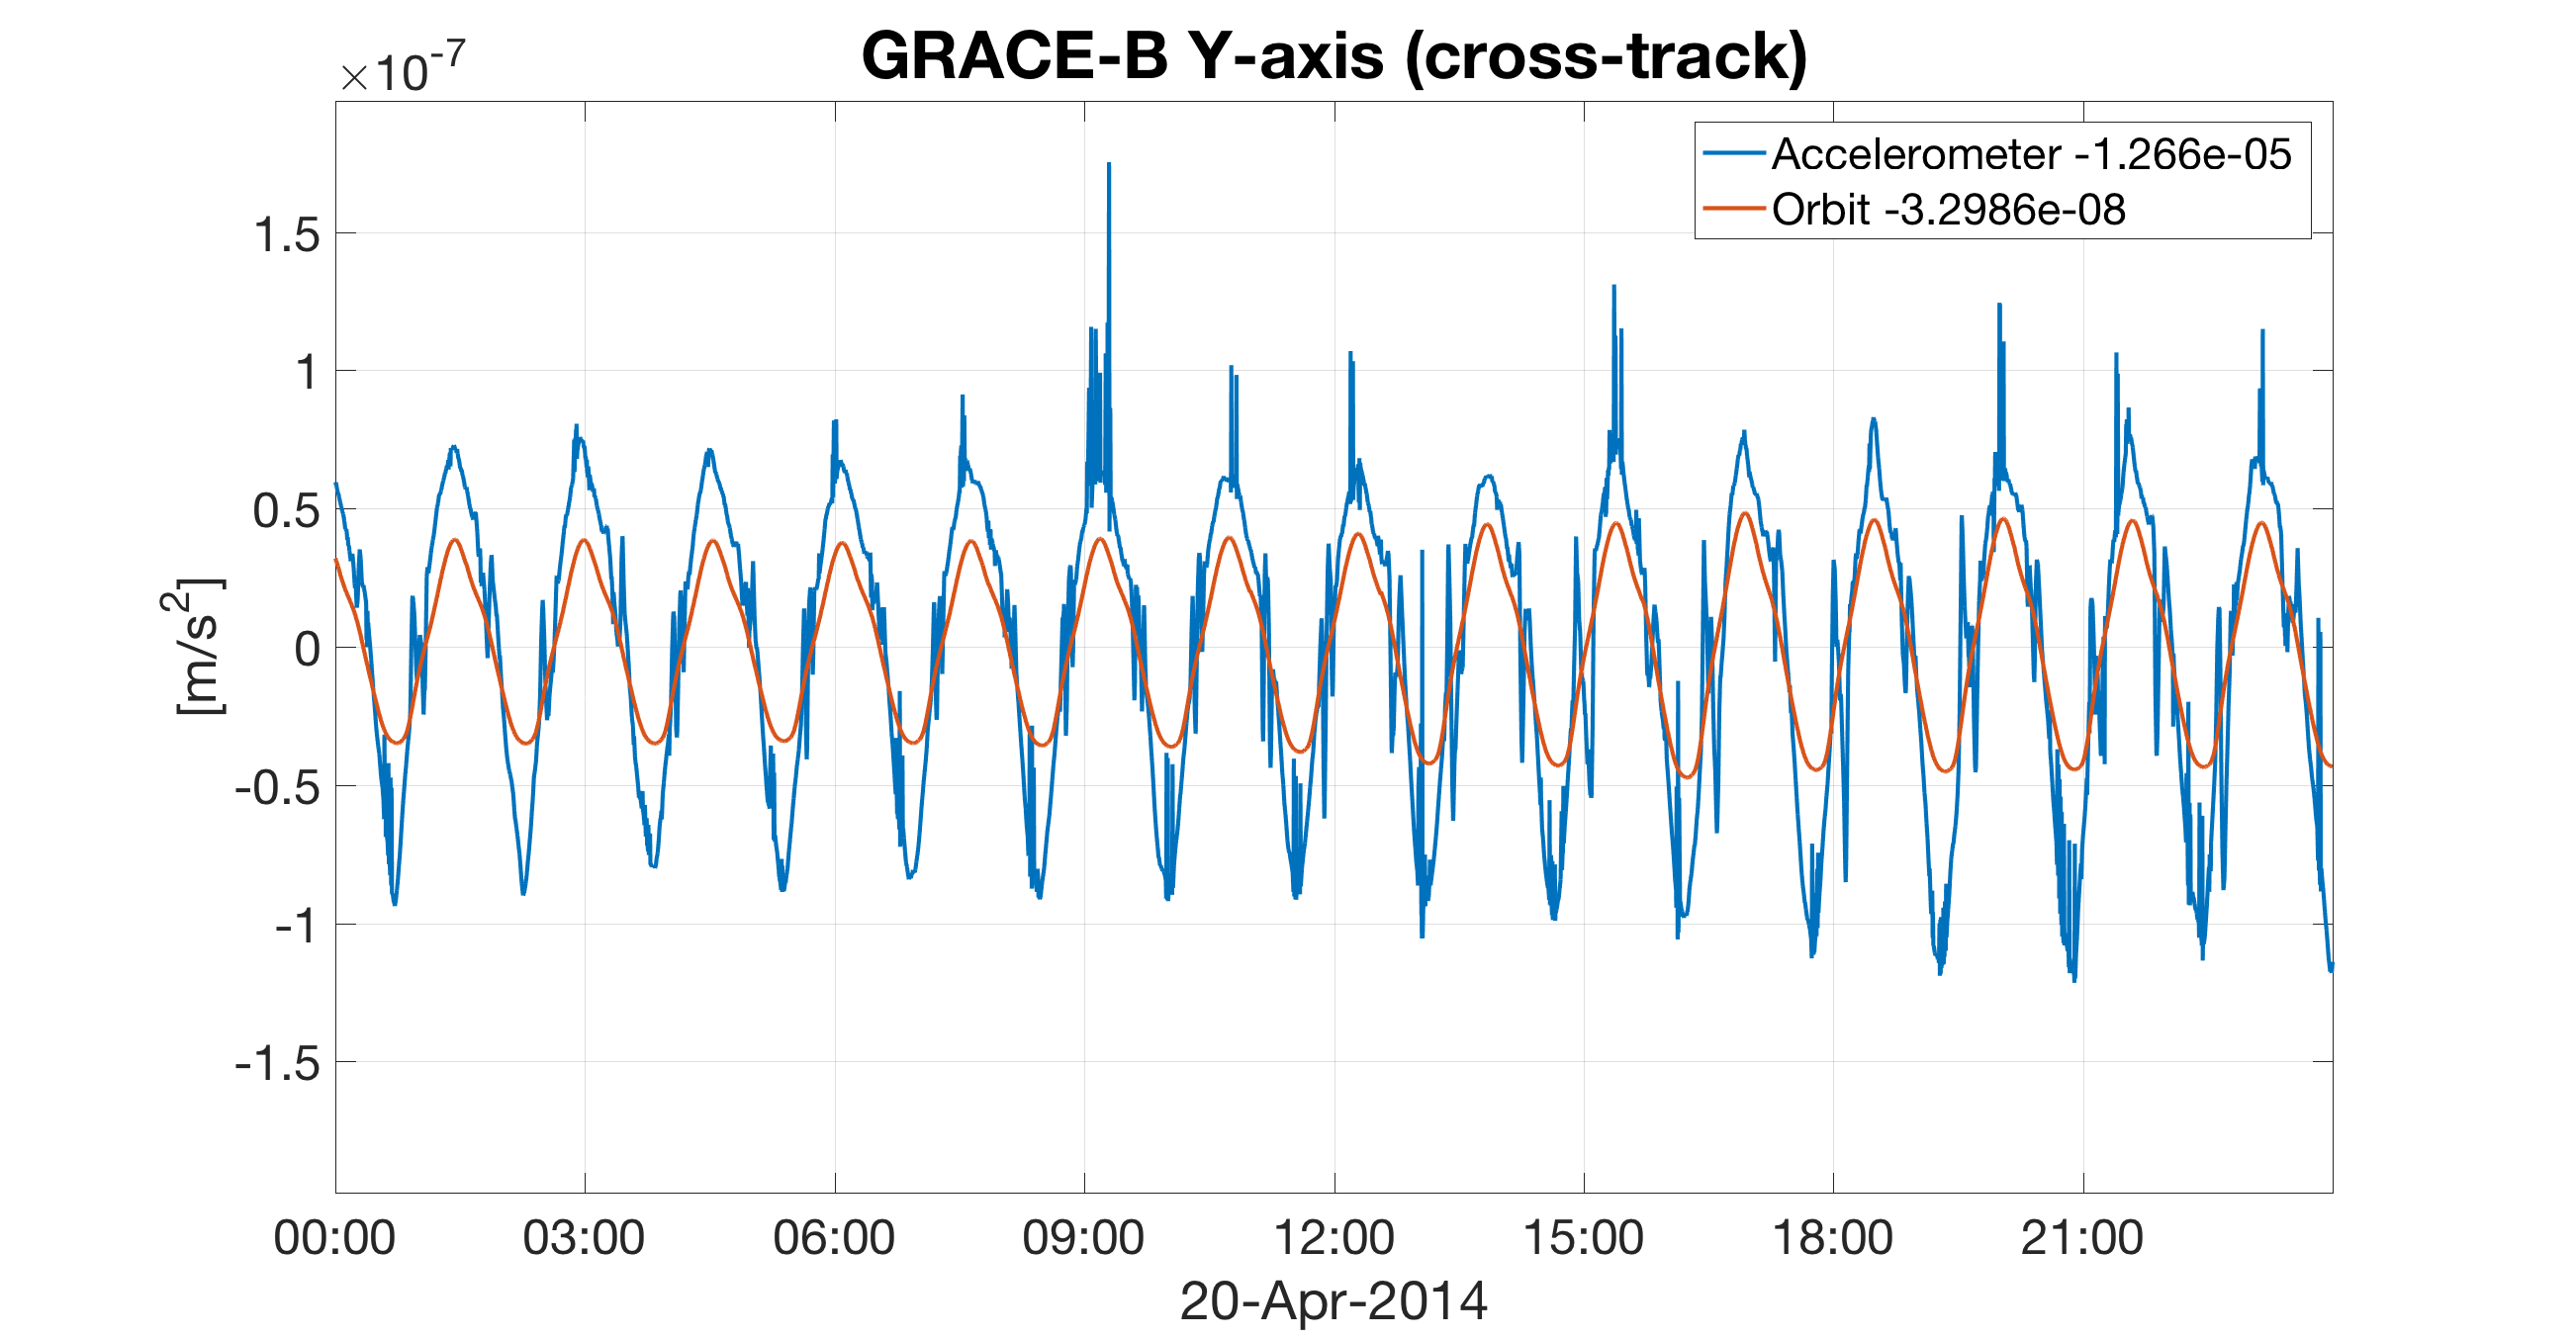 GRACE-B Y-axis (cross-track)
×10⁻⁷
Accelerometer -1.266e-05
Orbit -3.2986e-08
1.5
1
0.5
0
-0.5
-1
-1.5
[m/s²]
00:00 03:00 06:00 09:00 12:00 15:00 18:00 21:00
20-Apr-2014